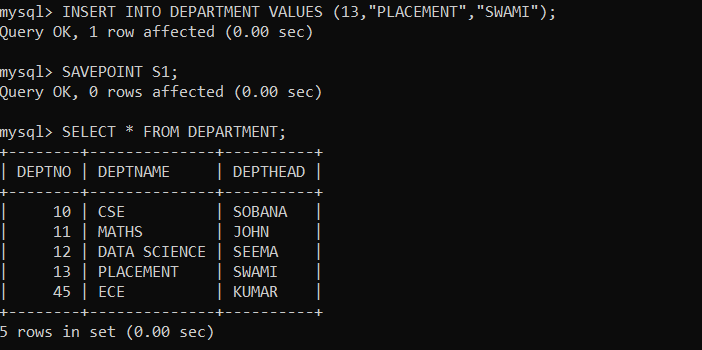 mysql> INSERT INTO DEPARTMENT VALUES (13,"PLACEMENT","SWAMI");
Query OK, 1 row affected (0.00 sec)
mysql> SAVEPOINT S1;
Query OK, 0 rows affected (0.00 sec)
mysql> SELECT * FROM DEPARTMENT;
+--------+--------------+----------+
| DEPTNO | DEPTNAME     | DEPTHEAD |
+--------+--------------+----------+
|     10 | CSE          | SOBANA   |
|     11 | MATHS        | JOHN     |
|     12 | DATA SCIENCE | SEEMA    |
|     13 | PLACEMENT    | SWAMI    |
|     45 | ECE          | KUMAR    |
+--------+--------------+----------+
5 rows in set (0.00 sec)